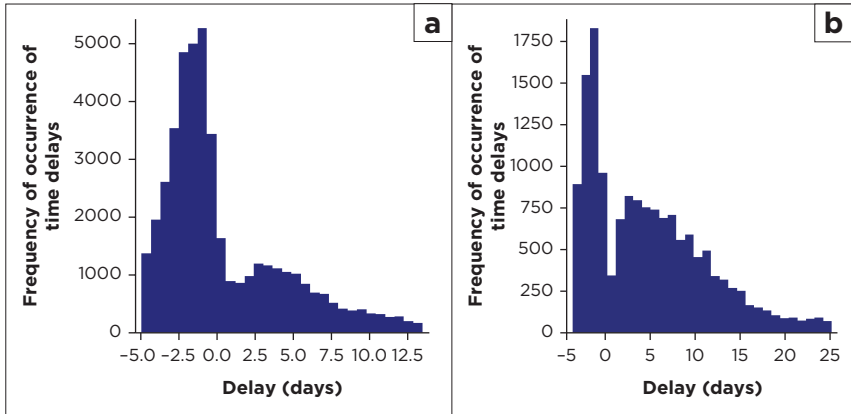 a
Frequency of occurrence of
time delays
5000
4000
3000
2000
1000
0
−5.0 −2.5 0.0 2.5 5.0 7.5 10.0 12.5
Delay (days)
b
Frequency of occurrence of
time delays
1750
1500
1250
1000
750
500
250
0
−5 0 5 10 15 20 25
Delay (days)